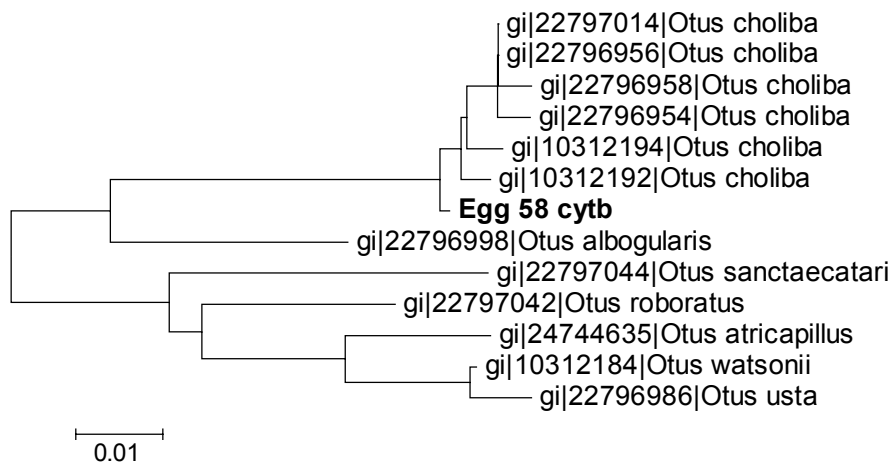 gi|22797014|Otus choliba
gi|22796956|Otus choliba
gi|22796958|Otus choliba
gi|22796954|Otus choliba
gi|10312194|Otus choliba
gi|10312192|Otus choliba
Egg 58 cytb
gi|22796998|Otus albogularis
gi|22797044|Otus sanctaecatari
gi|22797042|Otus roboratus
gi|24744635|Otus atricapillus
gi|10312184|Otus watsonii
gi|22796986|Otus usta
0.01